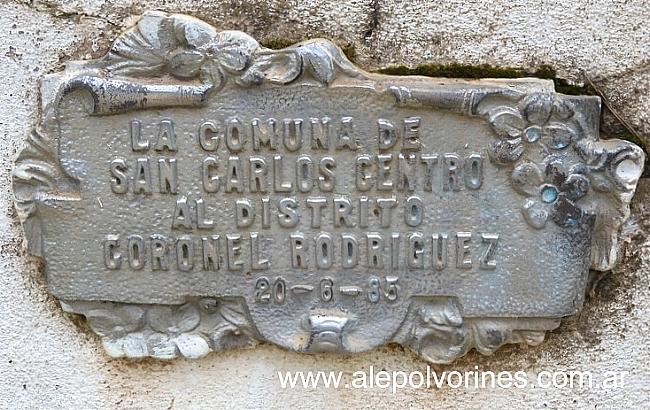 LA COMUNA DE
SAN CARLOS CENTRO
AL DISTRITO
CORONEL RODRIGUEZ
20-6-85
www.alepolvorines.com.ar